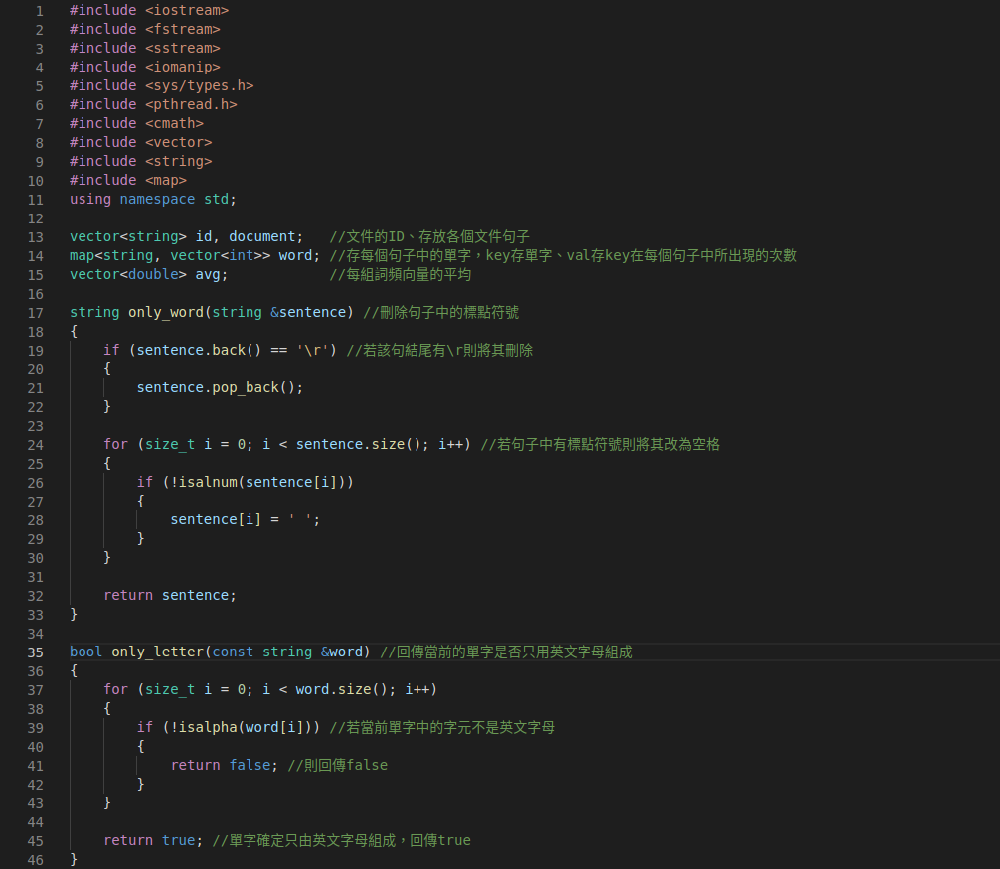 1 #include <iostream>
2 #include <fstream>
3 #include <sstream>
4 #include <iomanip>
5 #include <sys/types.h>
6 #include <pthread.h>
7 #include <cmath>
8 #include <vector>
9 #include <string>
10 #include <map>
11 using namespace std;
12
13 vector<string> id, document;   //文件的ID、存放各個文件句子
14 map<string, vector<int>> word; //存每個句子中的單字，key存單字、val存key在每個句子中所出現的次數
15 vector<double> avg;            //每組詞頻向量的平均
16
17 string only_word(string &sentence) //刪除句子中的標點符號
18 {
19     if (sentence.back() == '\r') //若該句結尾有\r則將其刪除
20     {
21         sentence.pop_back();
22     }
23
24     for (size_t i = 0; i < sentence.size(); i++) //若句子中有標點符號則將其改為空格
25     {
26         if (!isalnum(sentence[i]))
27         {
28             sentence[i] = ' ';
29         }
30     }
31
32     return sentence;
33 }
34
35 bool only_letter(const string &word) //回傳當前的單字是否只用英文字母組成
36 {
37     for (size_t i = 0; i < word.size(); i++)
38     {
39         if (!isalpha(word[i])) //若當前單字中的字元不是英文字母
40         {
41             return false; //則回傳false
42         }
43     }
44
45     return true; //單字確定只由英文字母組成，回傳true
46 }